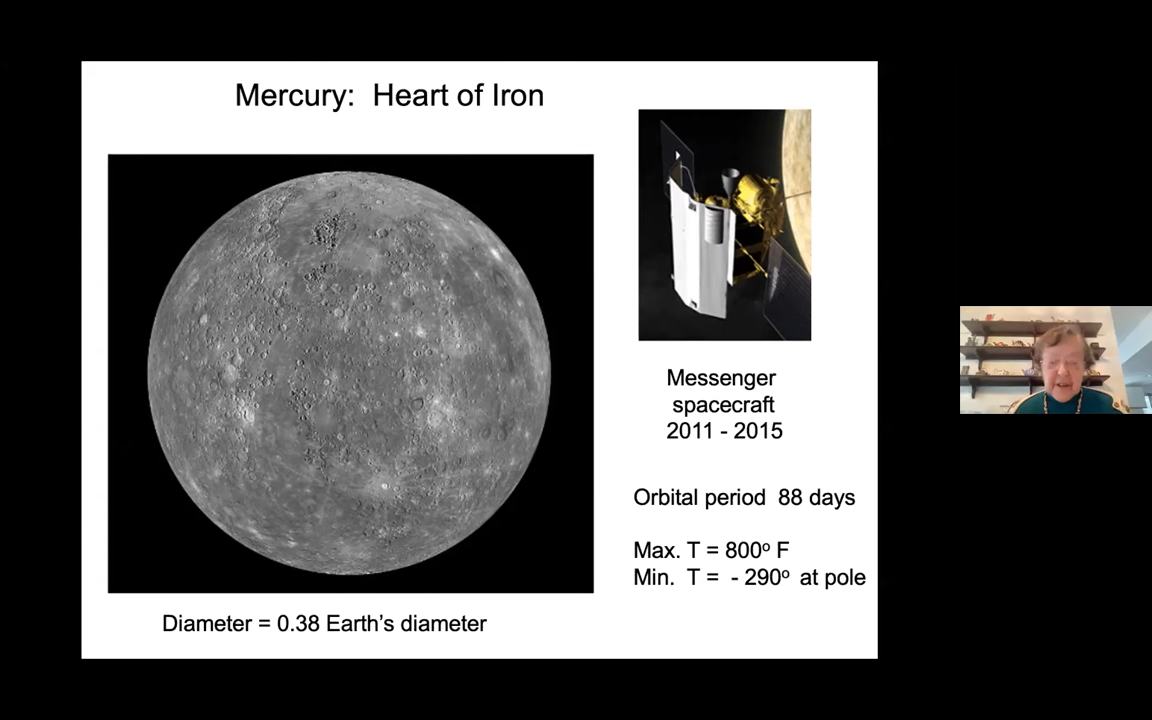 Mercury: Heart of Iron
Messenger
spacecraft
2011 - 2015
Orbital period 88 days
Max. T = 800º F
Min. T = - 290º at pole
Diameter = 0.38 Earth's diameter